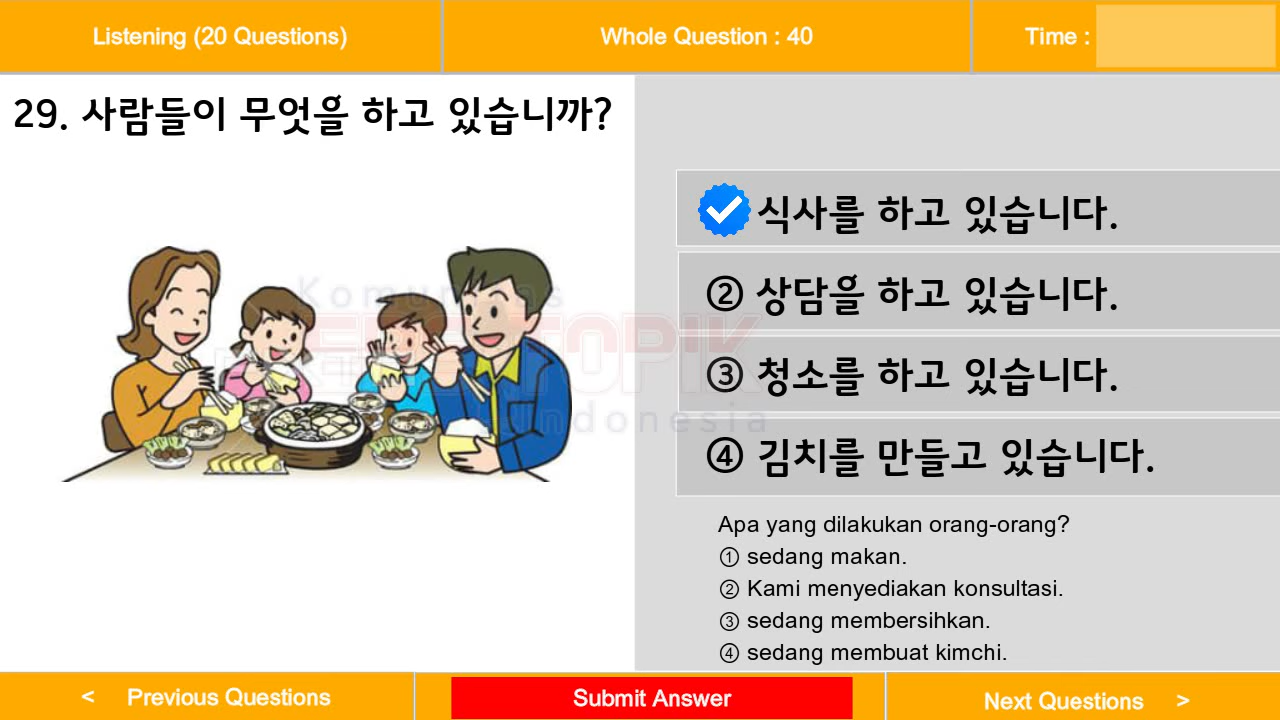 Listening (20 Questions)
Whole Question : 40
Time :
29. 사람들이 무엇을 하고 있습니까?
식사를 하고 있습니다.
② 상담을 하고 있습니다.
③ 청소를 하고 있습니다.
④ 김치를 만들고 있습니다.
Apa yang dilakukan orang-orang?
① sedang makan.
② Kami menyediakan konsultasi.
③ sedang membersihkan.
④ sedang membuat kimchi.
Komunitas
EPS TOPIK
Indonesia
< Previous Questions
Submit Answer
Next Questions >